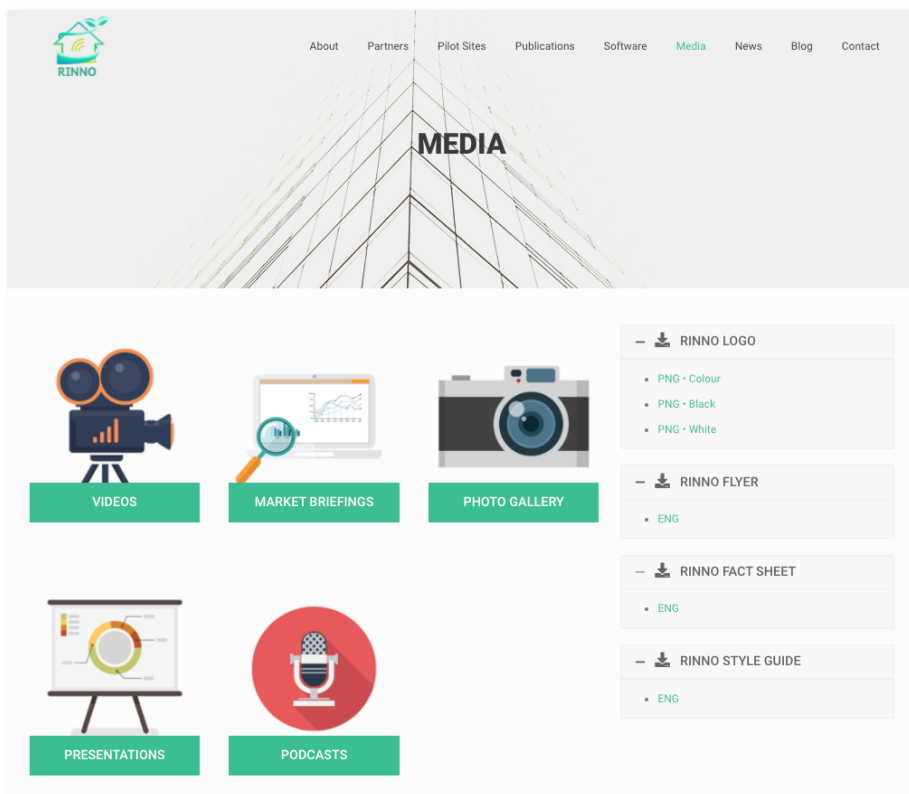 RINNO
About Partners Pilot Sites Publications Software Media News Blog Contact
MEDIA
VIDEOS
MARKET BRIEFINGS
PHOTO GALLERY
PRESENTATIONS
PODCASTS
RINNO LOGO
PNG • Colour
PNG • Black
PNG • White
RINNO FLYER
ENG
RINNO FACT SHEET
ENG
RINNO STYLE GUIDE
ENG